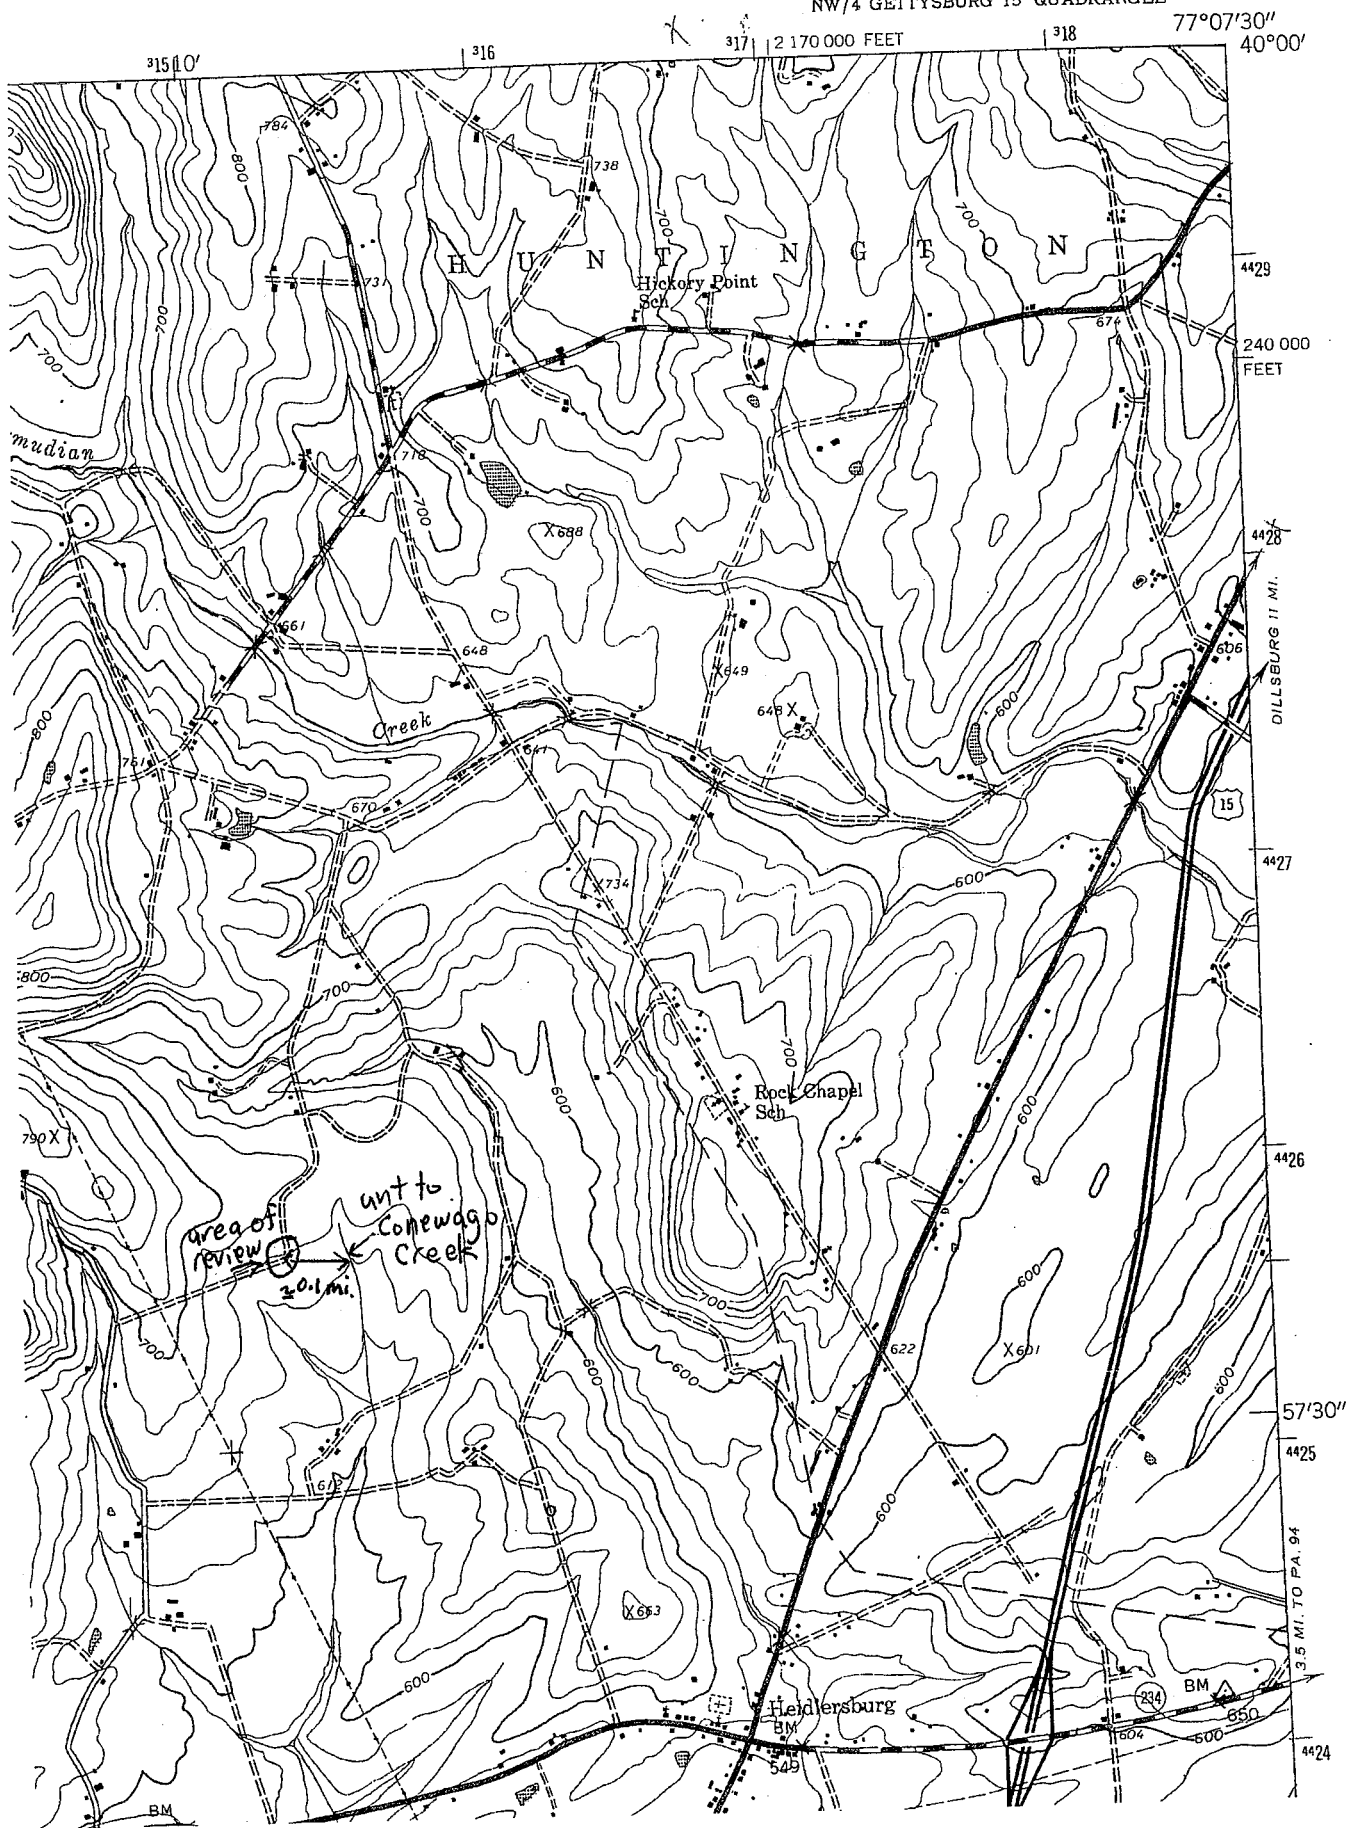 NW/4 GETTYSBURG 15' QUADRANGLE
77°07'30"
315 10'
316
317
2 170 000 FEET
318
40°00'
784
800
738
700
700
HUNTINGTON
4429
Hickory Point
Sch
731
674
700
700
240 000
FEET
mudian
718
700
X688
4428
DILLSBURG 11 MI.
661
648
606
X649
600
648 X
Creek
641
800
761
670
15
4427
734
600
800
700
700
600
Rock Chapel
Sch
600
790 X
4426
unt to
Conewago
Creek
area of
review
≥0.1 mi.
600
700
700
622
X601
600
600
600
57'30"
4425
612
600
3.5 MI. TO PA. 94
X663
600
234
BM
650
Heidlersburg
BM
549
604
600
4424
?
BM